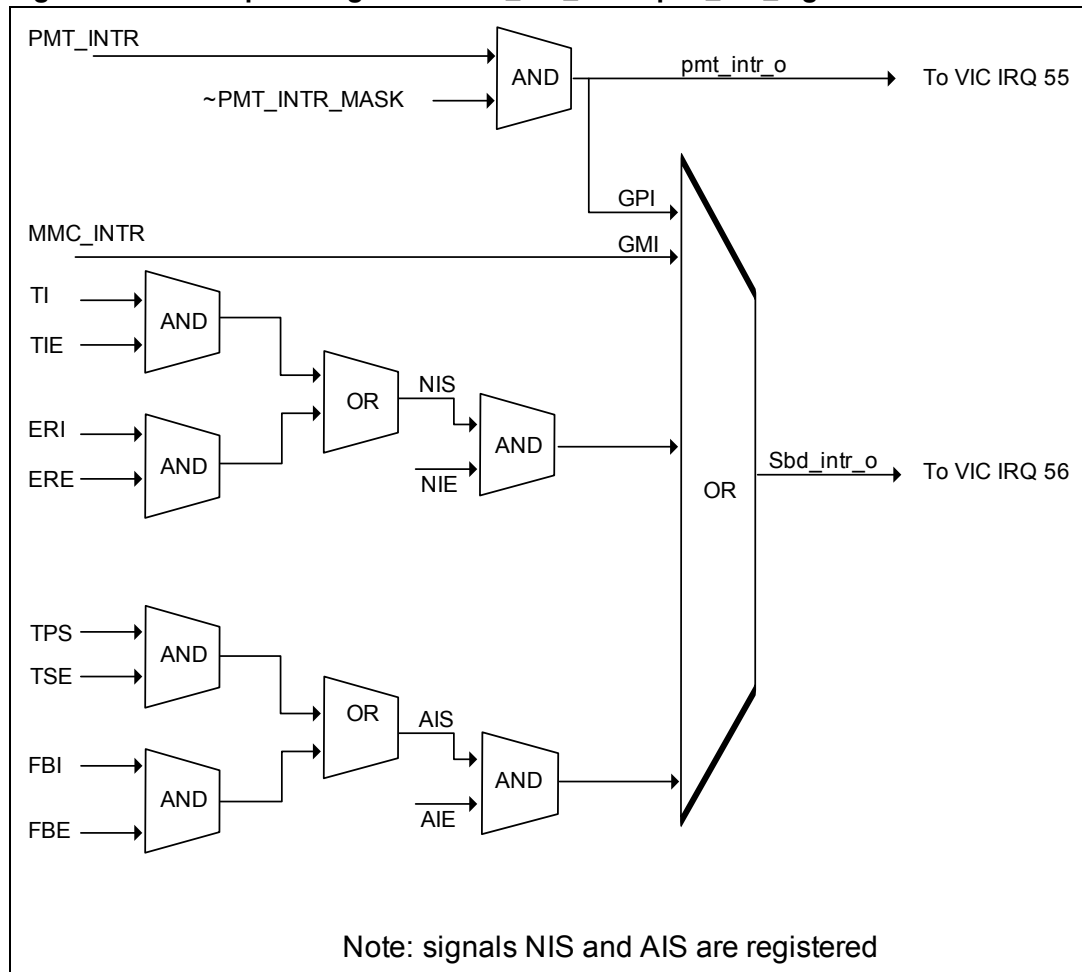 PMT_INTR
AND
pmt_intr_o
To VIC IRQ 55
~PMT_INTR_MASK
GPI
MMC_INTR
GMI
TI
AND
TIE
OR
NIS
AND
ERI
AND
ERE
NIE
OR
Sbd_intr_o
To VIC IRQ 56
TPS
AND
TSE
OR
AIS
AND
FBI
AND
FBE
AIE
Note: signals NIS and AIS are registered